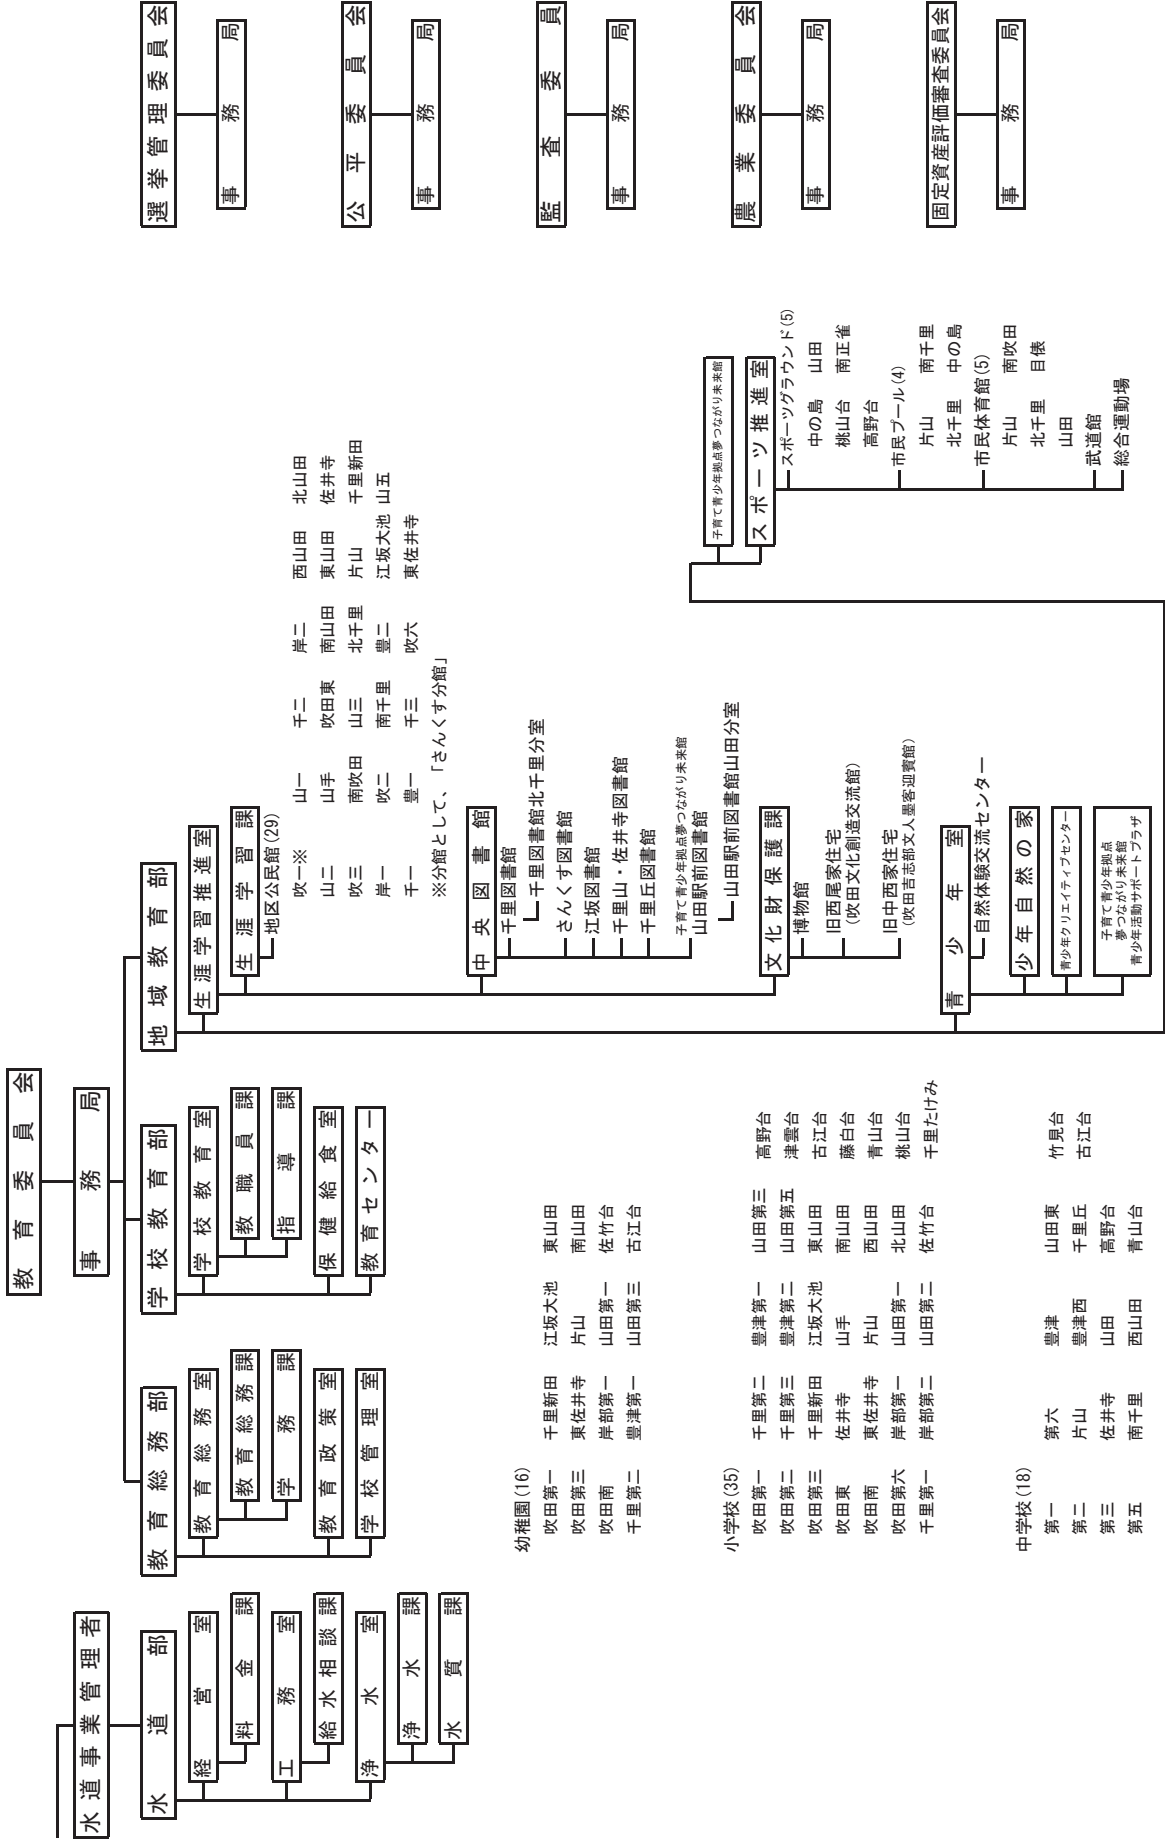 水道事業管理者
水道部
経営室
料金課
工務室
給水相談課
浄水室
浄水課
水質課
教育委員会
事務局
教育総務部
教育総務室
教育総務課
学務課
教育政策室
学校管理室
学校教育部
学校教育室
教職員課
指導課
保健給食室
教育センター
幼稚園(16)
吹田第一 千里新田 江坂大池 東山田
吹田第三 東佐井寺 片山 南山田
吹田南 岸部第一 山田第一 佐竹台
千里第二 豊津第一 山田第三 古江台
小学校(35)
吹田第一 千里第二 豊津第一 山田第三 高野台
吹田第二 千里第三 豊津第二 山田第五 津雲台
吹田第三 千里新田 江坂大池 東山田 古江台
吹田東 佐井寺 山手 南山田 藤白台
吹田南 東佐井寺 片山 西山田 青山台
吹田第六 岸部第一 山田第一 北山田 桃山台
千里第一 岸部第二 山田第二 佐竹台 千里たけみ
中学校(18)
第一 第六 豊津 山田東 竹見台
第二 片山 豊津西 千里丘 古江台
第三 佐井寺 山田 高野台
第五 南千里 西山田 青山台
地域教育部
生涯学習推進室
生涯学習課
地区公民館(29)
吹一※ 山一 千二 岸二 西山田 北山田
山二 山手 吹田東 南山田 東山田 佐井寺
吹三 南吹田 山三 北千里 片山 千里新田
岸一 吹二 南千里 豊二 江坂大池 山五
千一 豊一 千三 吹六 東佐井寺
※分館として、「さんくす分館」
中央図書館
千里図書館
千里図書館北千里分室
さんくす図書館
江坂図書館
千里山・佐井寺図書館
千里丘図書館
子育て青少年拠点夢つながり未来館
山田駅前図書館
山田駅前図書館山田分室
文化財保護課
博物館
旧西尾家住宅
(吹田文化創造交流館)
旧中西家住宅
(吹田吉志部文人墨客迎賓館)
青少年室
自然体験交流センター
少年自然の家
青少年クリエイティブセンター
子育て青少年拠点
夢つながり未来館
青少年活動サポートプラザ
子育て青少年拠点夢つながり未来館
スポーツ推進室
スポーツグラウンド(5)
中の島 山田
桃山台 南正雀
高野台
市民プール(4)
片山 南千里
北千里 中の島
市民体育館(5)
片山 南吹田
北千里 目俵
山田
武道館
総合運動場
選挙管理委員会
事務局
公平委員会
事務局
監査委員
事務局
農業委員会
事務局
固定資産評価審査委員会
事務局